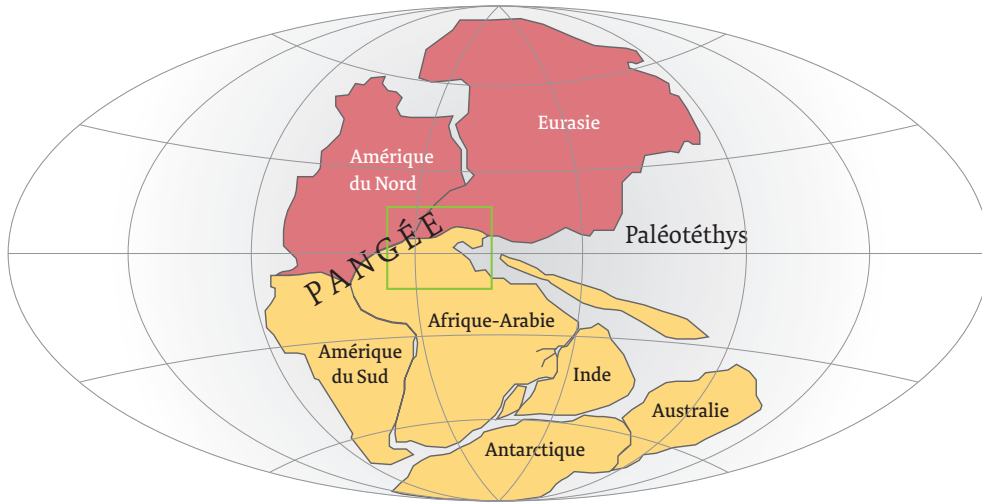 Eurasie
Amérique
du Nord
PANGÉE
Paléotéthys
Afrique-Arabie
Amérique
du Sud
Inde
Australie
Antarctique